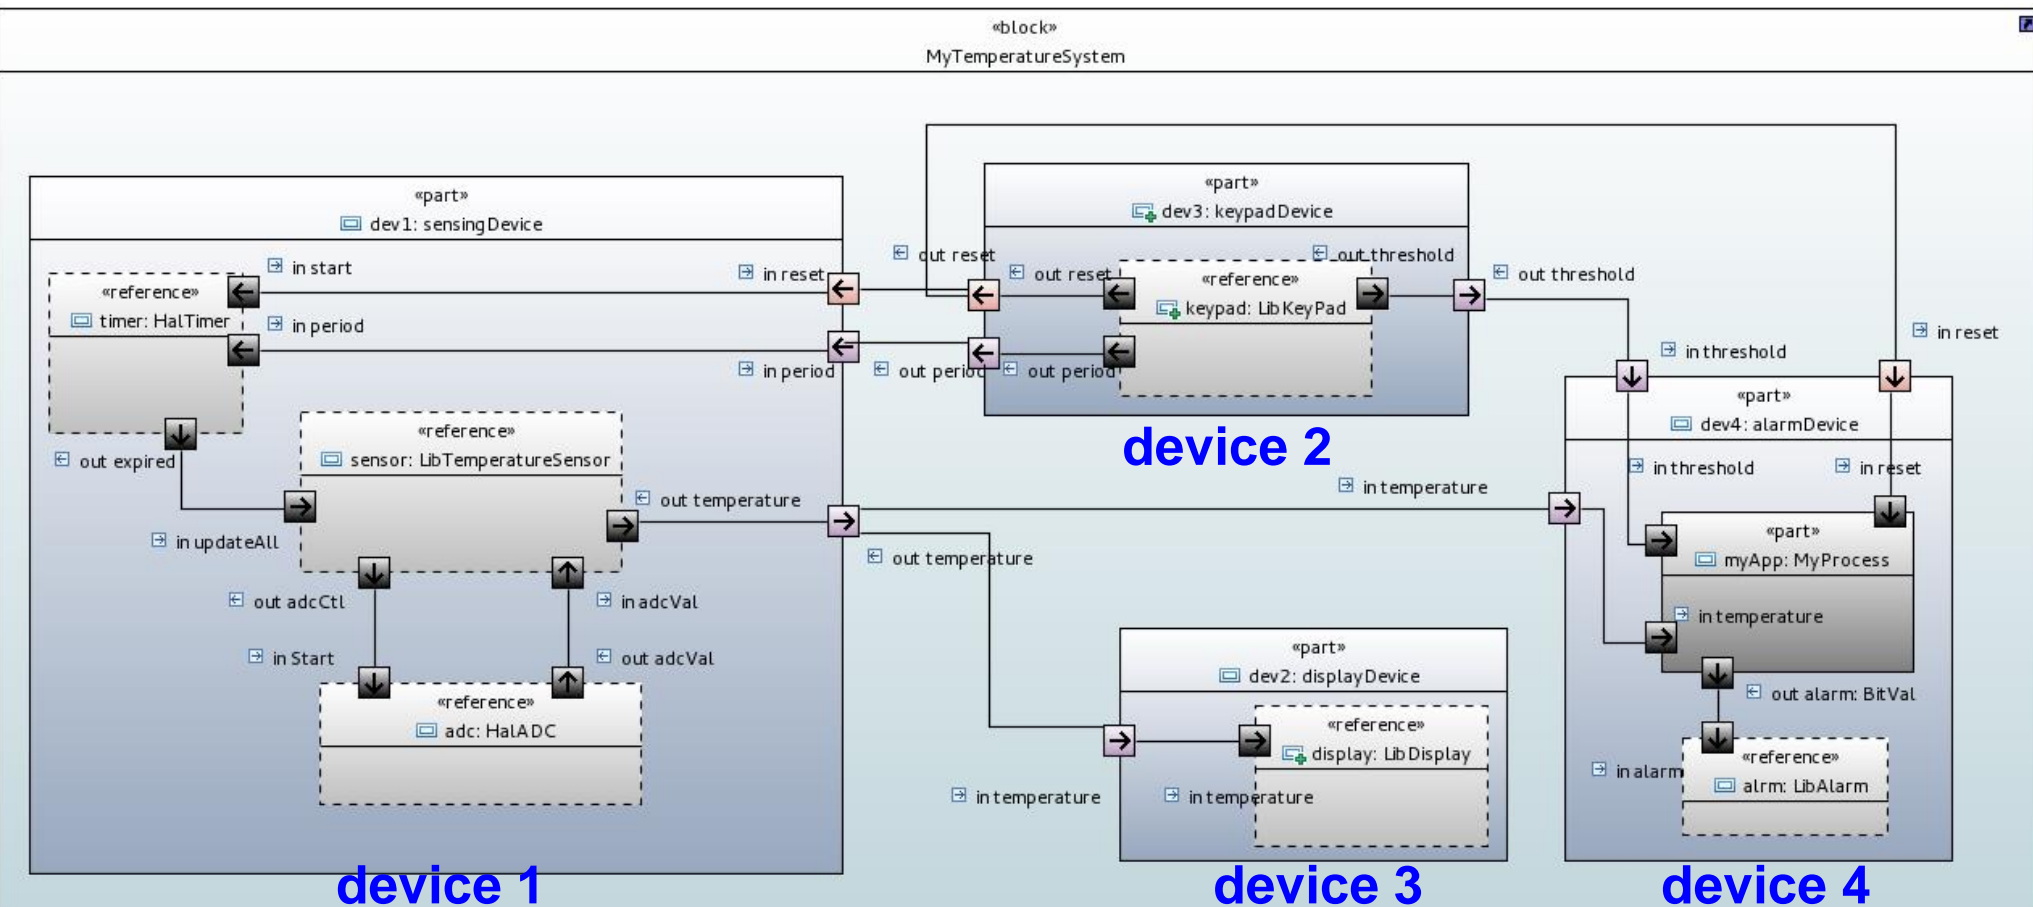 «block»
MyTemperatureSystem
«part»
dev1: sensingDevice
in start
in reset
«reference»
timer: HalTimer
in period
in period
out expired
«reference»
sensor: LibTemperatureSensor
out temperature
in updateAll
out adcCtl
in adcVal
in Start
out adcVal
«reference»
adc: HalADC
out temperature
device 1
«part»
dev3: keypadDevice
out reset
out reset
out threshold
out threshold
«reference»
keypad: LibKeyPad
out period
out period
device 2
in temperature
«part»
dev2: displayDevice
«reference»
display: LibDisplay
in temperature
in temperature
device 3
in reset
in threshold
«part»
dev4: alarmDevice
in threshold
in reset
«part»
myApp: MyProcess
in temperature
out alarm: BitVal
«reference»
in alarm
alrm: LibAlarm
device 4